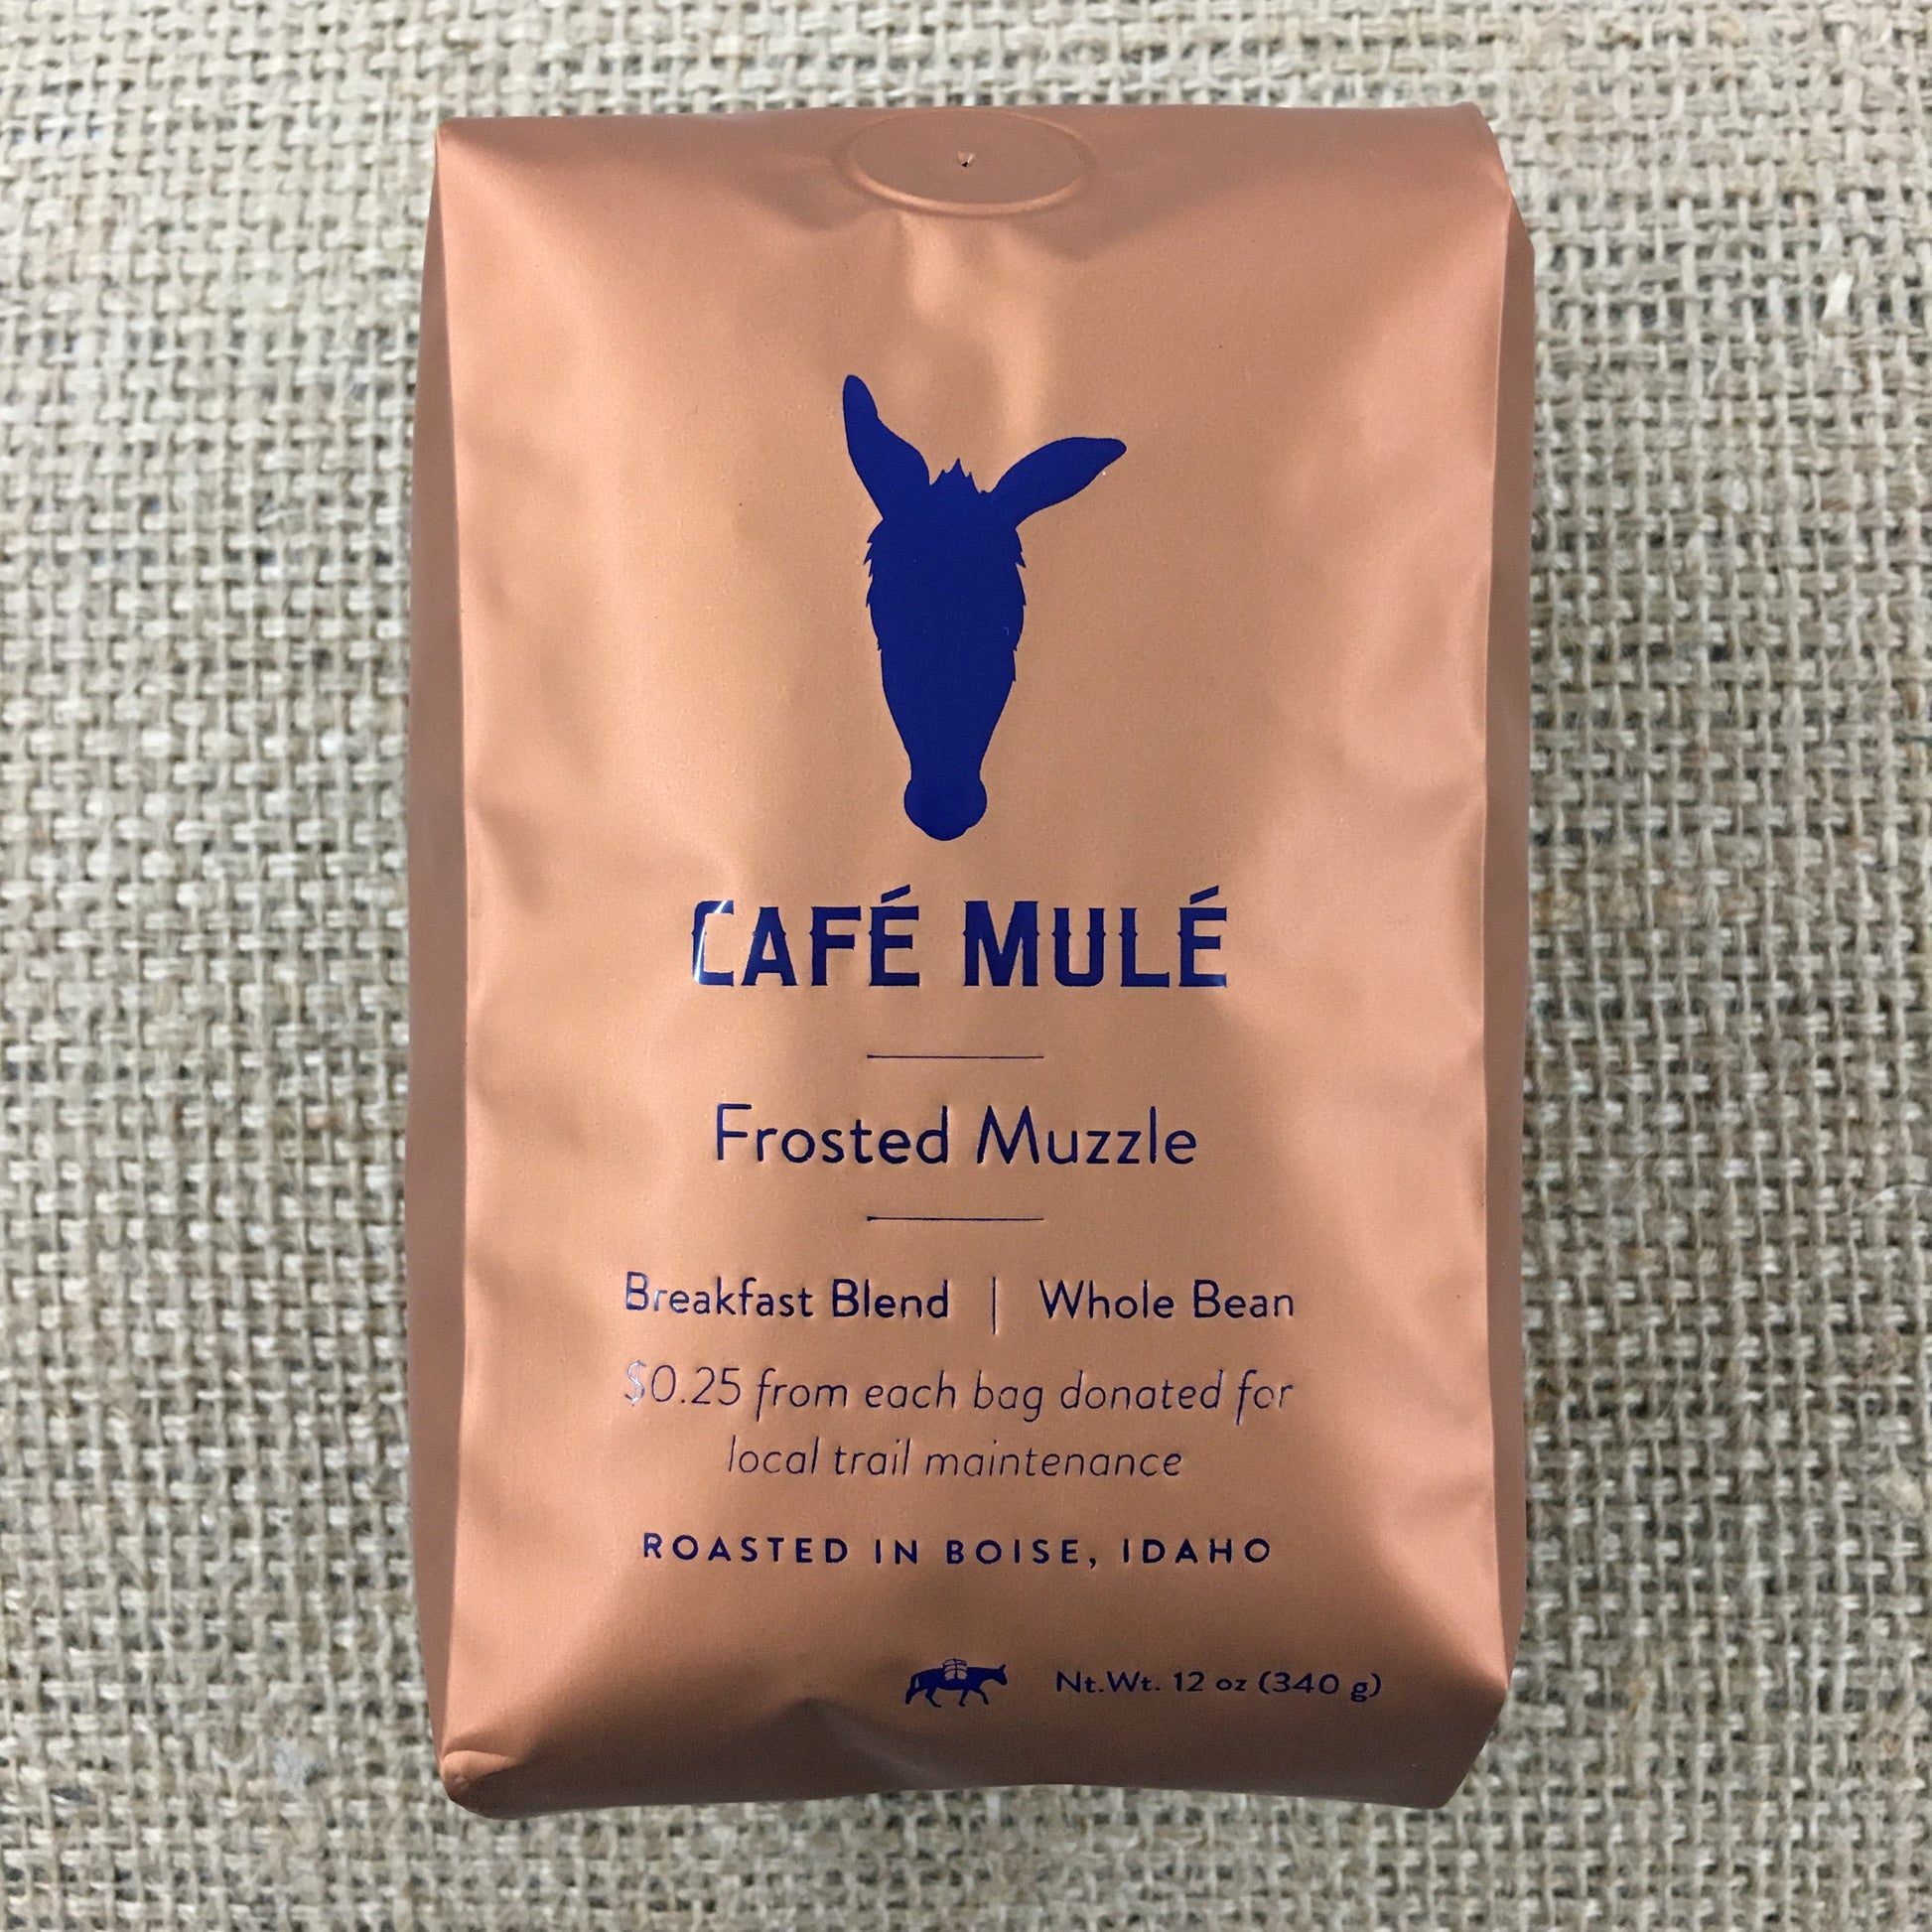 CAFÉ MULÉ
Frosted Muzzle
Breakfast Blend | Whole Bean
$0.25 from each bag donated for
local trail maintenance
ROASTED IN BOISE, IDAHO
Nt.Wt. 12 oz (340 g)